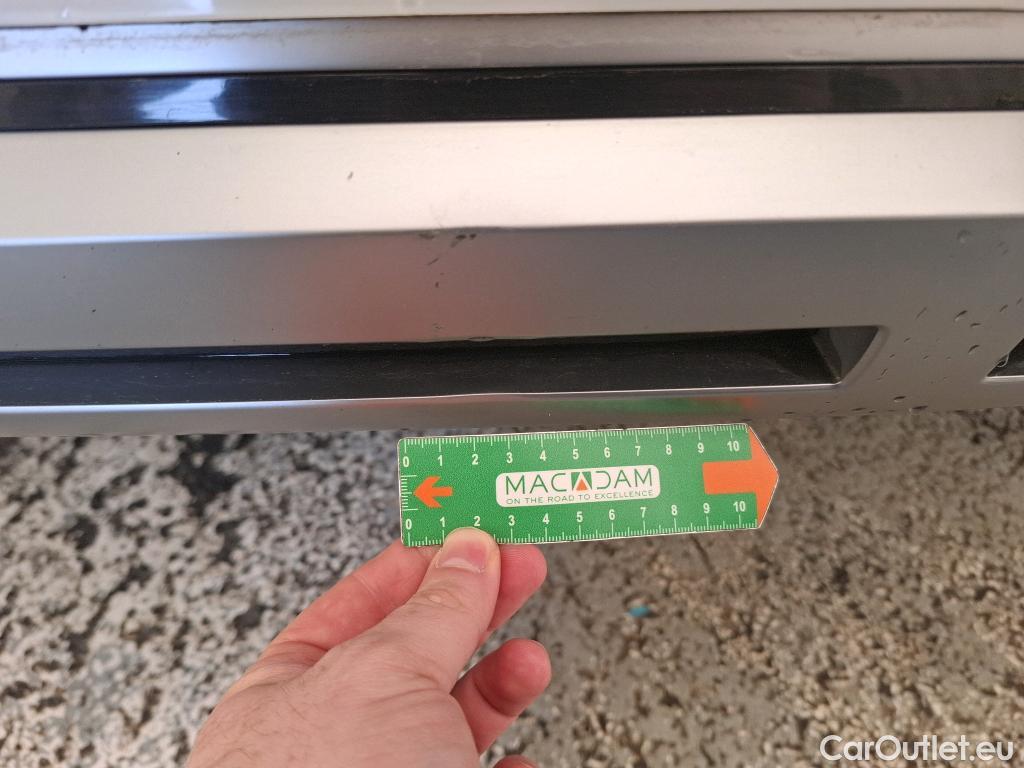 0 1 2 3 4 5 6 7 8 9 10
MACADAM
ON THE ROAD TO EXCELLENCE
0 1 2 3 4 5 6 7 8 9 10
CarOutlet.eu